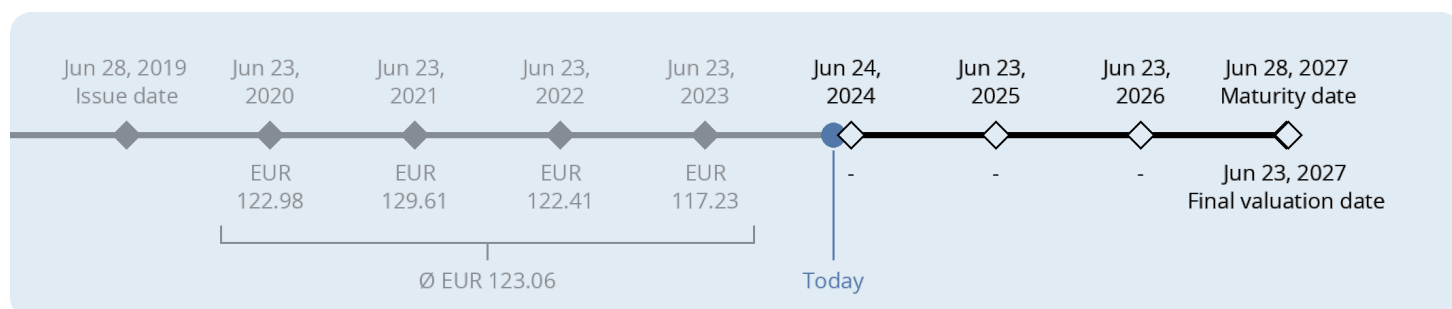 Jun 28, 2019
Issue date
Jun 23,
2020
Jun 23,
2021
Jun 23,
2022
Jun 23,
2023
Jun 24,
2024
Jun 23,
2025
Jun 23,
2026
Jun 28, 2027
Maturity date
EUR
122.98
EUR
129.61
EUR
122.41
EUR
117.23
-
-
-
Jun 23, 2027
Final valuation date
Ø EUR 123.06
Today